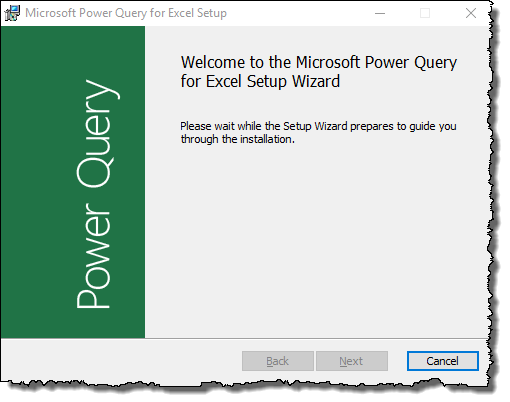 Microsoft Power Query for Excel Setup
Power Query
Welcome to the Microsoft Power Query
for Excel Setup Wizard
Please wait while the Setup Wizard prepares to guide you
through the installation.
Back
Next
Cancel